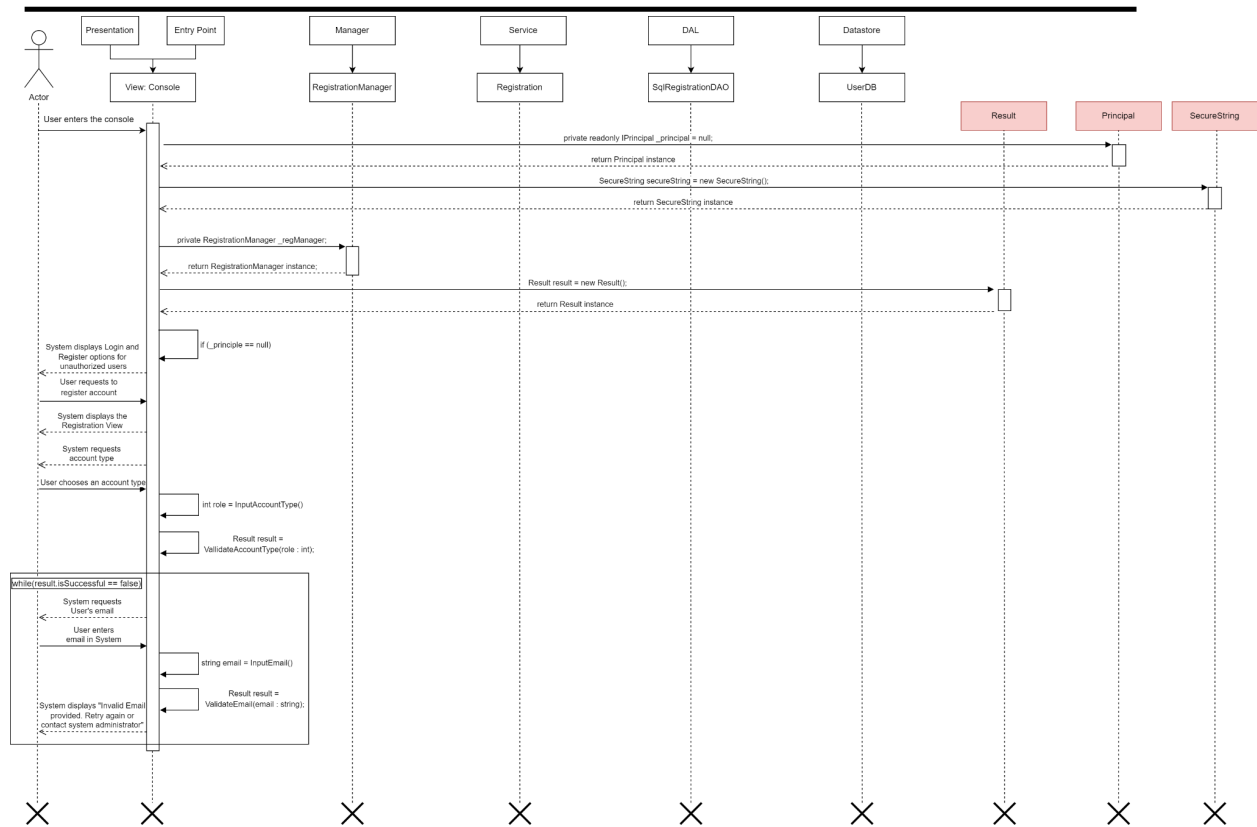 Presentation
Entry Point
Manager
Service
DAL
Datastore
Actor
View: Console
RegistrationManager
Registration
SqlRegistrationDAO
UserDB
Result
Principal
SecureString
User enters the console
private readonly IPrincipal _principal = null;
return Principal instance
SecureString secureString = new SecureString();
return SecureString instance
private RegistrationManager _regManager;
return RegistrationManager instance;
Result result = new Result();
return Result instance
if (_principle == null)
System displays Login and
Register options for
unauthorized users
User requests to
register account
System displays the
Registration View
System requests
account type
User chooses an account type
int role = InputAccountType()
Result result =
VallidateAccountType(role : int);
while(result.isSuccessful == false)
System requests
User's email
User enters
email in System
string email = InputEmail()
Result result =
ValidateEmail(email : string);
System displays "Invalid Email
provided. Retry again or
contact system administrator"